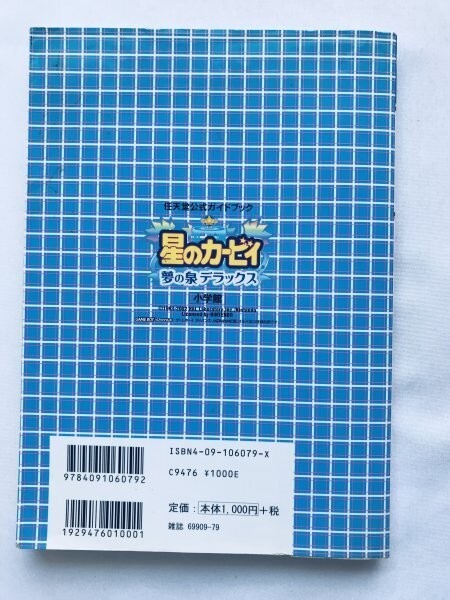 任天堂公式ガイドブック
星のカービィ
夢の泉デラックス
小学館
ISBN4-09-106079-X
C9476 ¥1000E
9784091060792
定価：本体1,000円＋税
雑誌 69909-79
1929476010001